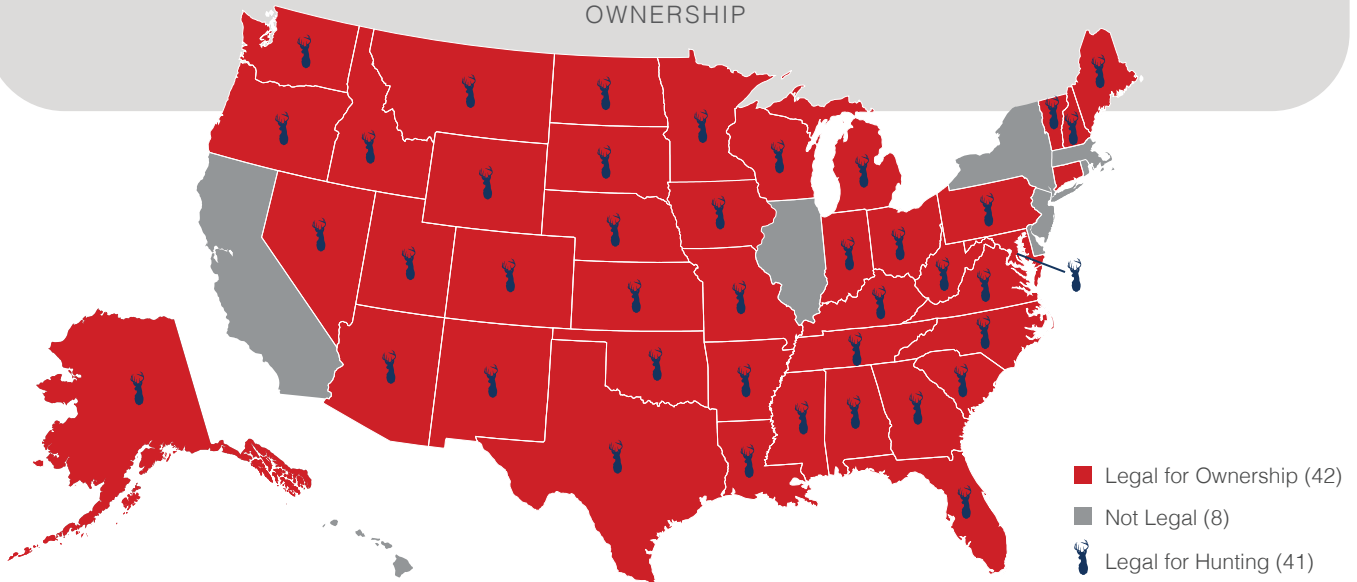 OWNERSHIP
Legal for Ownership (42)
Not Legal (8)
Legal for Hunting (41)